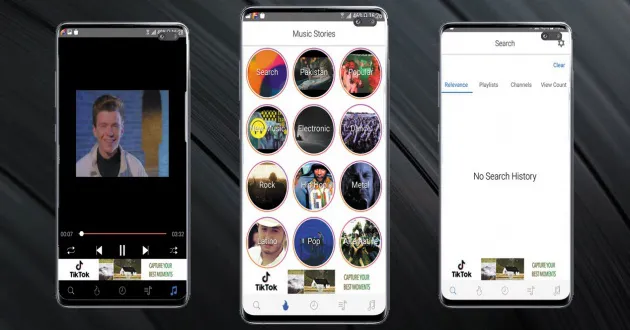 00:07
03:32
TikTok
CAPTURE YOUR
BEST MOMENTS
Music Stories
Search
Pakistan
Popular
Electronic
Dance
Rock
Hip Hop
Metal
Latino
Pop
Alternative
TikTok
CAPTURE YOUR
BEST MOMENTS
Search
Clear
Relevance
Playlists
Channels
View Count
No Search History
TikTok
CAPTURE YOUR
BEST MOMENTS